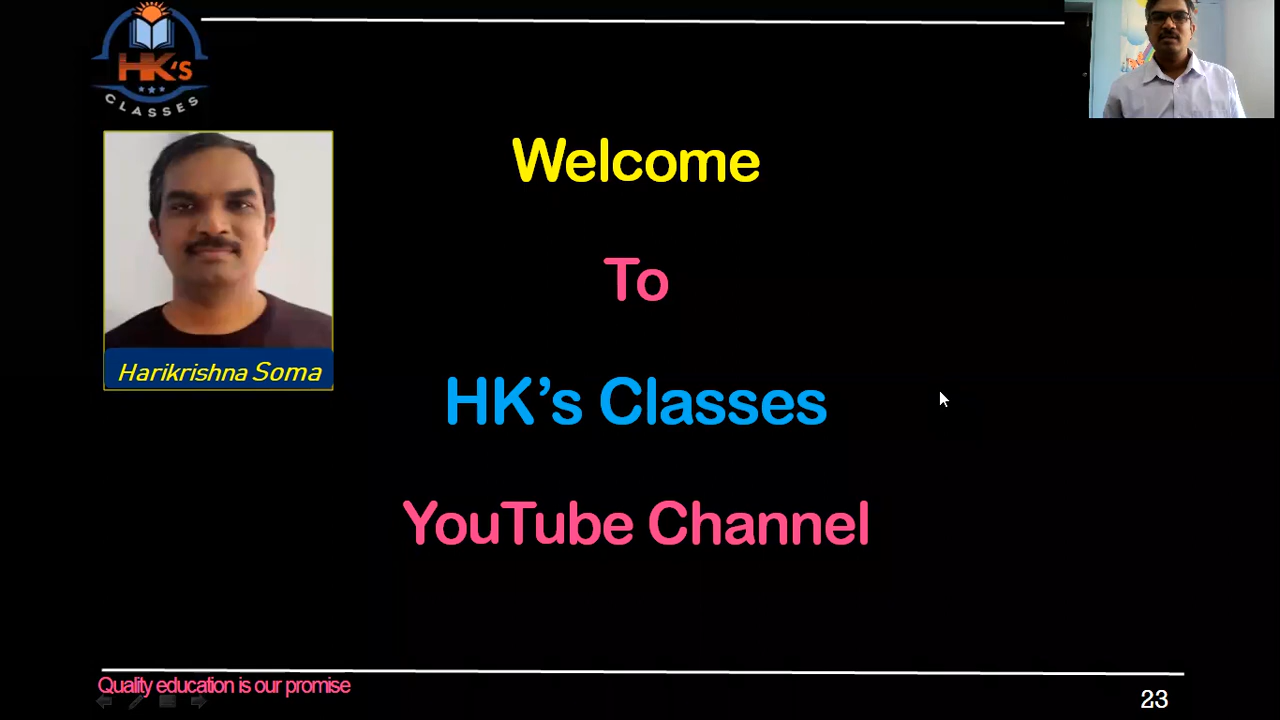 HK's
CLASSES
Welcome
To
HK’s Classes
YouTube Channel
Harikrishna Soma
Quality education is our promise
23